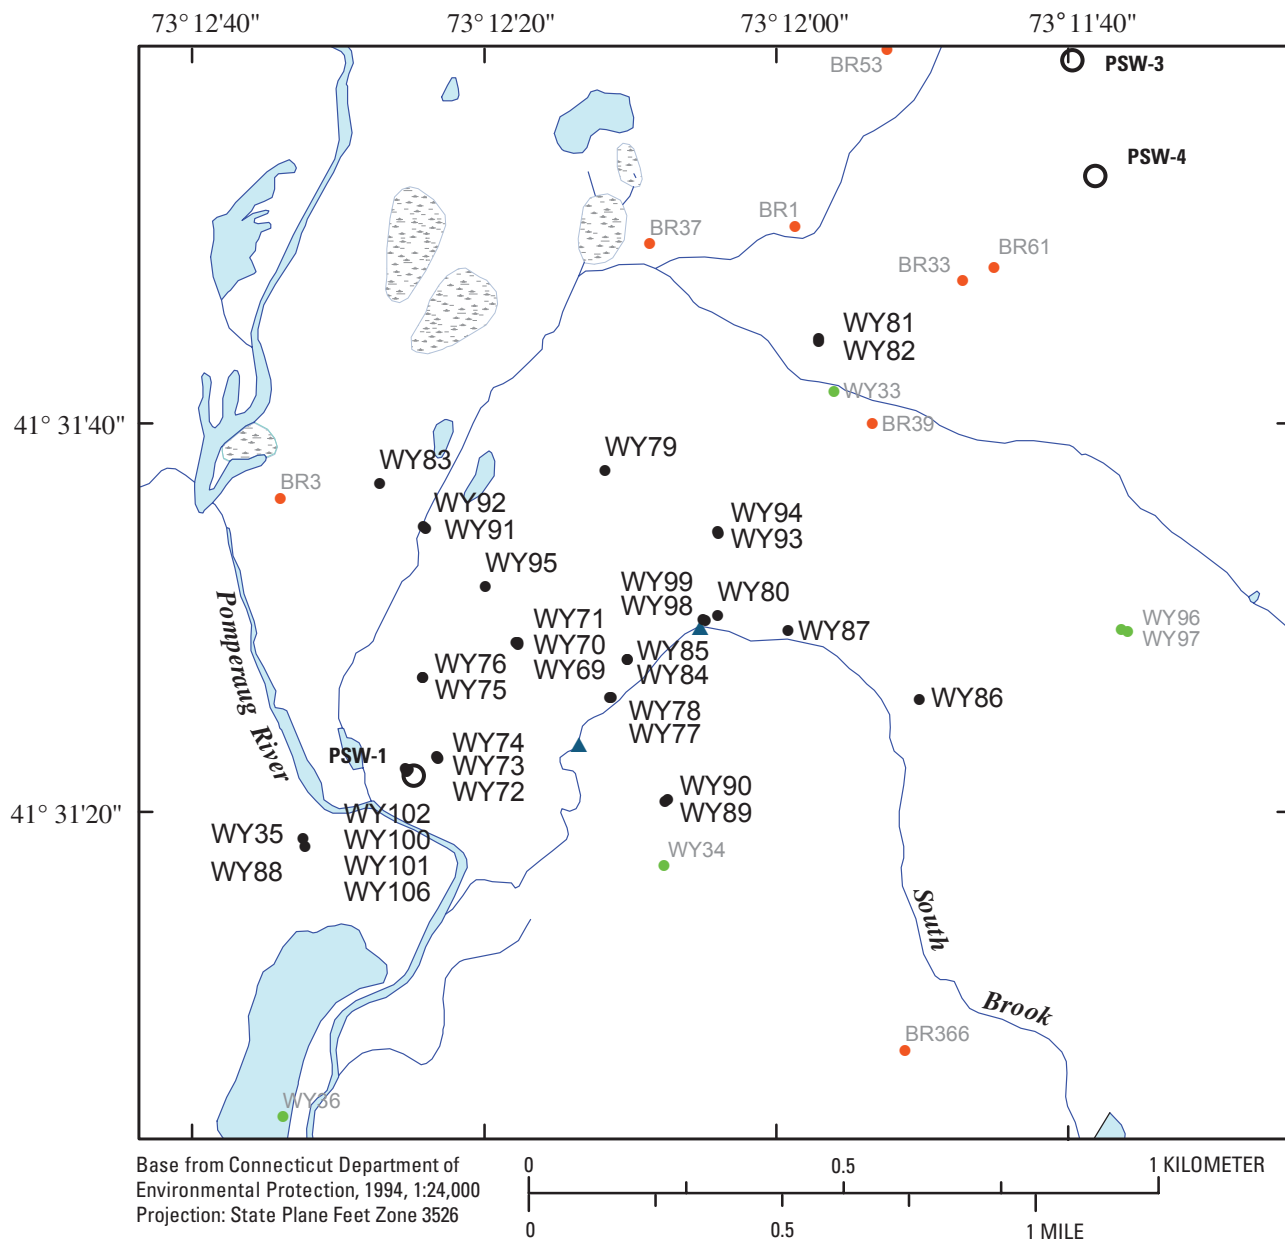 73° 12'40"
73° 12'20"
73° 12'00"
73° 11'40"
BR53
PSW-3
PSW-4
BR1
BR37
BR61
BR33
WY81
WY82
WY33
41° 31'40"
BR39
WY79
WY83
BR3
WY92
WY91
WY94
WY93
WY95
WY99
WY98
WY80
WY71
WY70
WY69
WY87
WY96
WY97
WY85
WY84
WY76
WY75
WY86
WY78
WY77
Pomperaug River
WY74
WY73
WY72
PSW-1
WY90
WY89
41° 31'20"
WY102
WY100
WY101
WY106
WY35
WY88
WY34
South
Brook
BR366
WY36
Base from Connecticut Department of
Environmental Protection, 1994, 1:24,000
Projection: State Plane Feet Zone 3526
0 0.5 1 KILOMETER
0 0.5 1 MILE